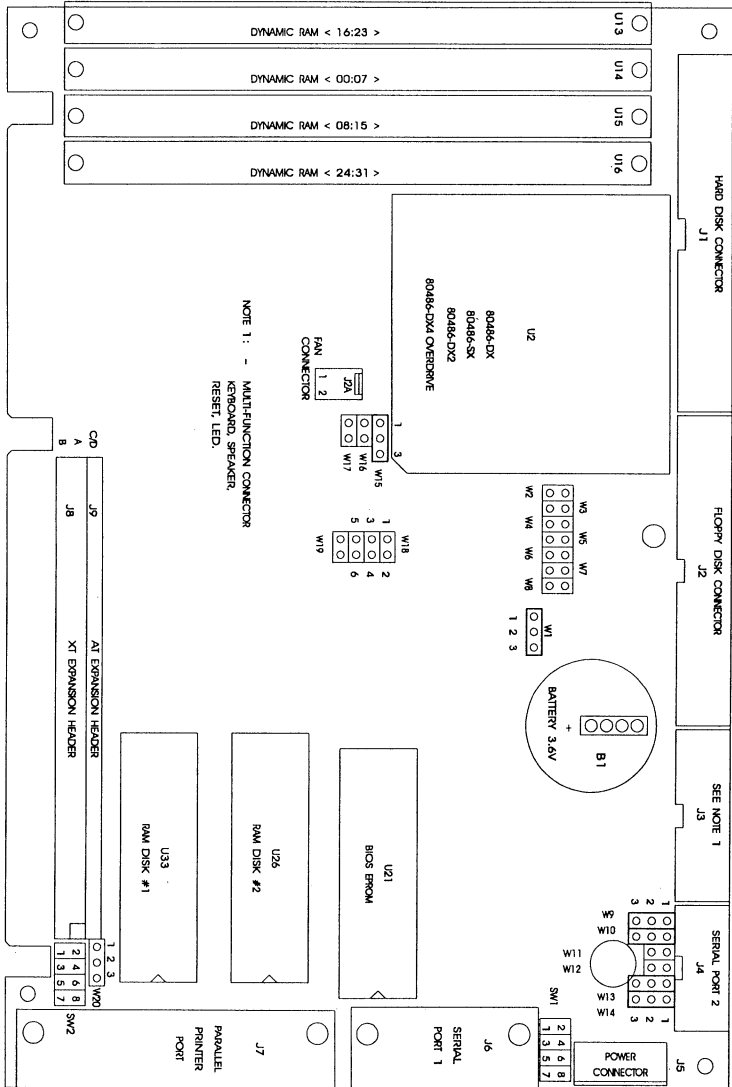 DYNAMIC RAM < 16:23 >
U13
DYNAMIC RAM < 00:07 >
U14
DYNAMIC RAM < 08:15 >
U15
DYNAMIC RAM < 24:31 >
U16
HARD DISK CONNECTOR
J1
U2
80486-DX
80486-SX
80486-DX2
80486-DX4 OVERDRIVE
FAN
CONNECTOR
J2A
1 2
NOTE 1: - MULTI-FUNCTION CONNECTOR
KEYBOARD, SPEAKER,
RESET, LED.
1 3
W15
W16
W17
FLOPPY DISK CONNECTOR
J2
W3 W5 W7
W2 W4 W6 W8
W18
1 2
3 4
5 6
W19
W1
1 2 3
BATTERY 3.6V
+
B1
SEE NOTE 1
J3
C/D
A
B
J9
AT EXPANSION HEADER
J8
XT EXPANSION HEADER
U33
RAM DISK #1
U26
RAM DISK #2
U21
BIOS EPROM
SERIAL PORT 2
J4
3 2 1
W9
W10
W11
W12
W13
W14
3 2 1
SW1
2 4 6 8
1 3 5 7
POWER
CONNECTOR
J5
J6
SERIAL
PORT 1
J7
PARALLEL
PRINTER
PORT
1 2 3
W20
2 4 6 8
1 3 5 7
SW2